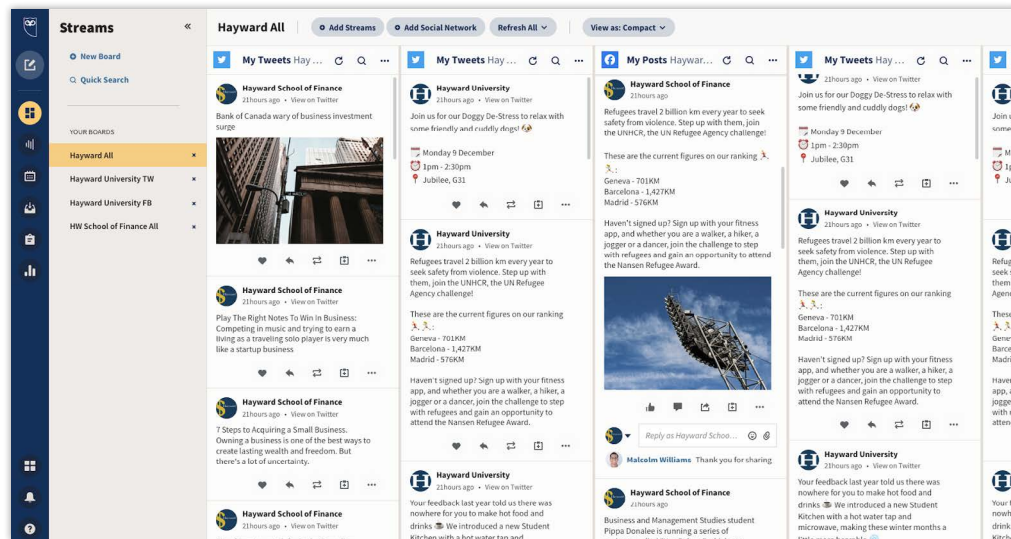 Streams
«
New Board
Quick Search
YOUR BOARDS
Hayward All
Hayward University TW
Hayward University FB
HW School of Finance All
Hayward All
Add Streams
Add Social Network
Refresh All
View as: Compact
My Tweets Hay ...
Hayward School of Finance
21hours ago • View on Twitter
Bank of Canada wary of business investment
surge
Hayward School of Finance
21hours ago • View on Twitter
Play The Right Notes To Win In Business:
Competing in music and trying to earn a
living as a traveling solo player is very much
like a startup business
Hayward School of Finance
21hours ago • View on Twitter
7 Steps to Acquiring a Small Business.
Owning a business is one of the best ways to
create lasting wealth and freedom. But
there's a lot of uncertainty.
Hayward School of Finance
21hours ago • View on Twitter
My Tweets Hay ...
Hayward University
21hours ago • View on Twitter
Join us for our Doggy De-Stress to relax with
some friendly and cuddly dogs! 🐶
📅 Monday 9 December
⏰ 1pm - 2:30pm
📍 Jubilee, G31
Hayward University
21hours ago • View on Twitter
Refugees travel 2 billion km every year to
seek safety from violence. Step up with
them, join the UNHCR, the UN Refugee
Agency challenge!
These are the current figures on our ranking
🏃🏃:
Geneva - 701KM
Barcelona - 1,427KM
Madrid - 576KM
Haven't signed up? Sign up with your fitness
app, and whether you are a walker, a hiker, a
jogger or a dancer, join the challenge to step
with refugees and gain an opportunity to
attend the Nansen Refugee Award.
Hayward University
21hours ago • View on Twitter
Your feedback last year told us there was
nowhere for you to make hot food and
drinks ☕ We introduced a new Student
Kitchen with a hot water tap and
My Posts Haywar...
Hayward School of Finance
21hours ago
Refugees travel 2 billion km every year to seek
safety from violence. Step up with them, join
the UNHCR, the UN Refugee Agency challenge!
These are the current figures on our ranking 🏃
🏃:
Geneva - 701KM
Barcelona - 1,427KM
Madrid - 576KM
Haven't signed up? Sign up with your fitness
app, and whether you are a walker, a hiker, a
jogger or a dancer, join the challenge to step
with refugees and gain an opportunity to attend
the Nansen Refugee Award.
Reply as Hayward Schoo...
Malcolm Williams Thank you for sharing
Hayward School of Finance
21hours ago
Business and Management Studies student
Pippa Donalee is running a series of
My Tweets Hay ...
21hours ago • View on Twitter
Join us for our Doggy De-Stress to relax with
some friendly and cuddly dogs! 🐶
📅 Monday 9 December
⏰ 1pm - 2:30pm
📍 Jubilee, G31
Hayward University
21hours ago • View on Twitter
Refugees travel 2 billion km every year to
seek safety from violence. Step up with
them, join the UNHCR, the UN Refugee
Agency challenge!
These are the current figures on our ranking
🏃🏃:
Geneva - 701KM
Barcelona - 1,427KM
Madrid - 576KM
Haven't signed up? Sign up with your fitness
app, and whether you are a walker, a hiker, a
jogger or a dancer, join the challenge to step
with refugees and gain an opportunity to
attend the Nansen Refugee Award.
Hayward University
21hours ago • View on Twitter
Your feedback last year told us there was
nowhere for you to make hot food and
drinks ☕ We introduced a new Student
Kitchen with a hot water tap and
microwave, making these winter months a